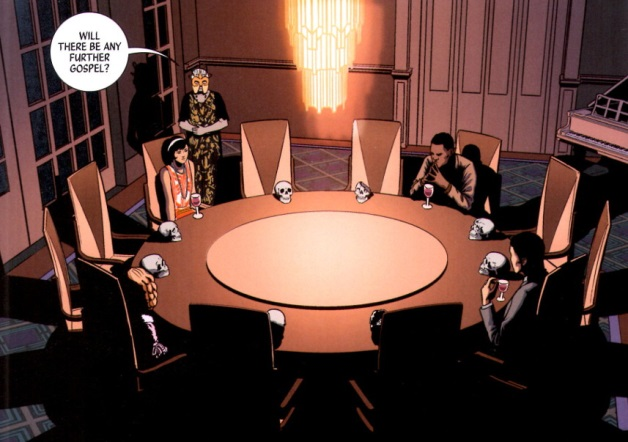 WILL
THERE BE ANY
FURTHER
GOSPEL?